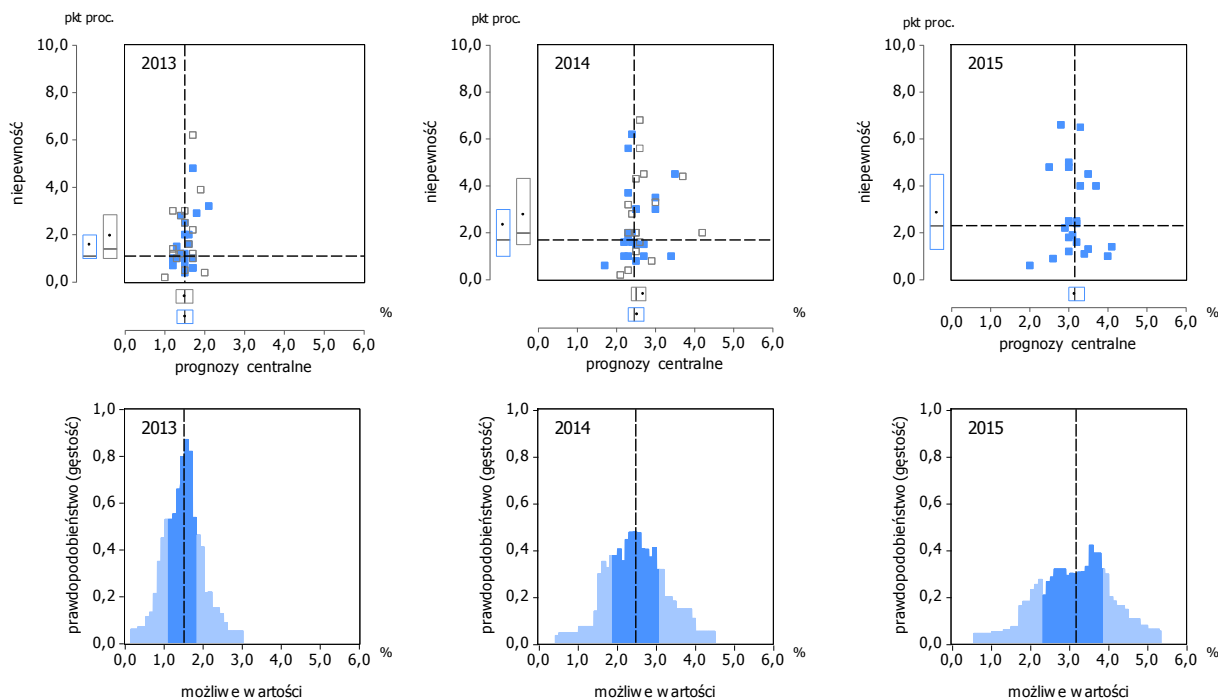 pkt proc.
niepewność
10,0
8,0
6,0
4,0
2,0
0,0
2013
%
0,0 1,0 2,0 3,0 4,0 5,0 6,0
prognozy centralne
pkt proc.
niepewność
10,0
8,0
6,0
4,0
2,0
0,0
2014
%
0,0 1,0 2,0 3,0 4,0 5,0 6,0
prognozy centralne
pkt proc.
niepewność
10,0
8,0
6,0
4,0
2,0
0,0
2015
%
0,0 1,0 2,0 3,0 4,0 5,0 6,0
prognozy centralne
prawdopodobieństwo (gęstość)
1,0
0,8
0,6
0,4
0,2
0,0
2013
%
0,0 1,0 2,0 3,0 4,0 5,0 6,0
możliwe wartości
prawdopodobieństwo (gęstość)
1,0
0,8
0,6
0,4
0,2
0,0
2014
%
0,0 1,0 2,0 3,0 4,0 5,0 6,0
możliwe wartości
prawdopodobieństwo (gęstość)
1,0
0,8
0,6
0,4
0,2
0,0
2015
%
0,0 1,0 2,0 3,0 4,0 5,0 6,0
możliwe wartości